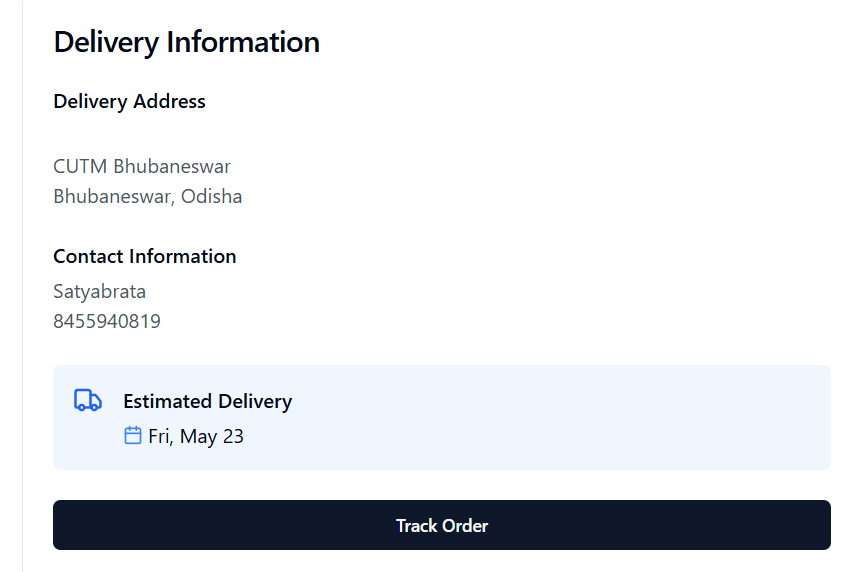 Delivery Information
Delivery Address
CUTM Bhubaneswar
Bhubaneswar, Odisha
Contact Information
Satyabrata
8455940819
Estimated Delivery
Fri, May 23
Track Order